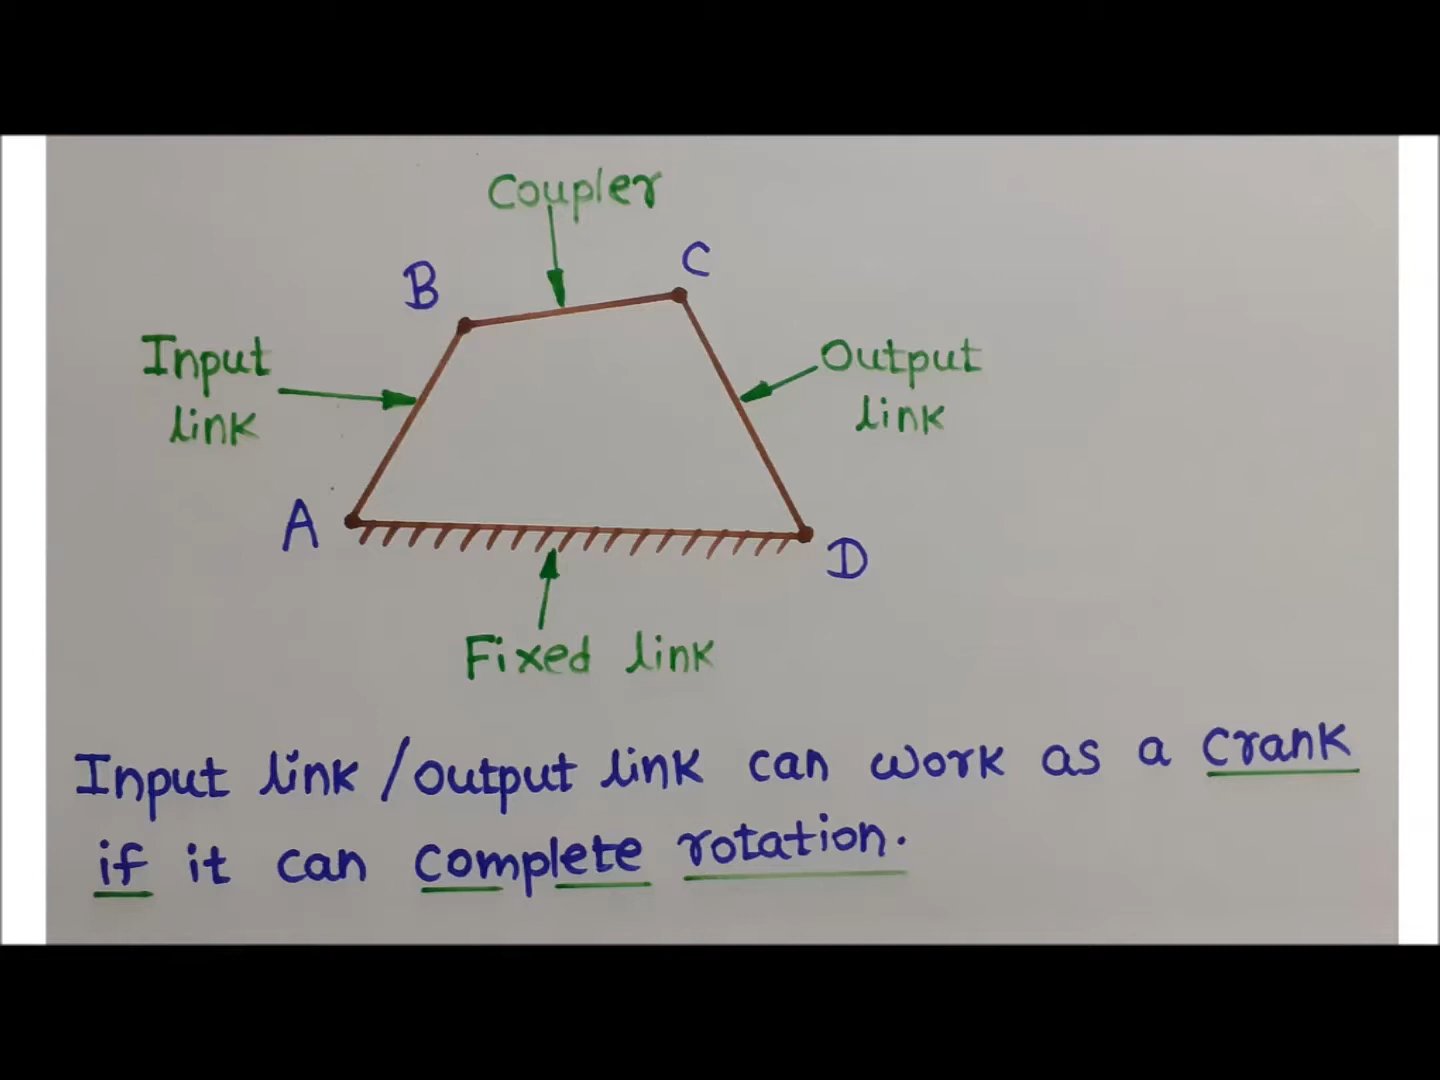 Coupler
B
C
Input
link
Output
link
A
D
Fixed link
Input link/output link can work as a crank
if it can complete rotation.